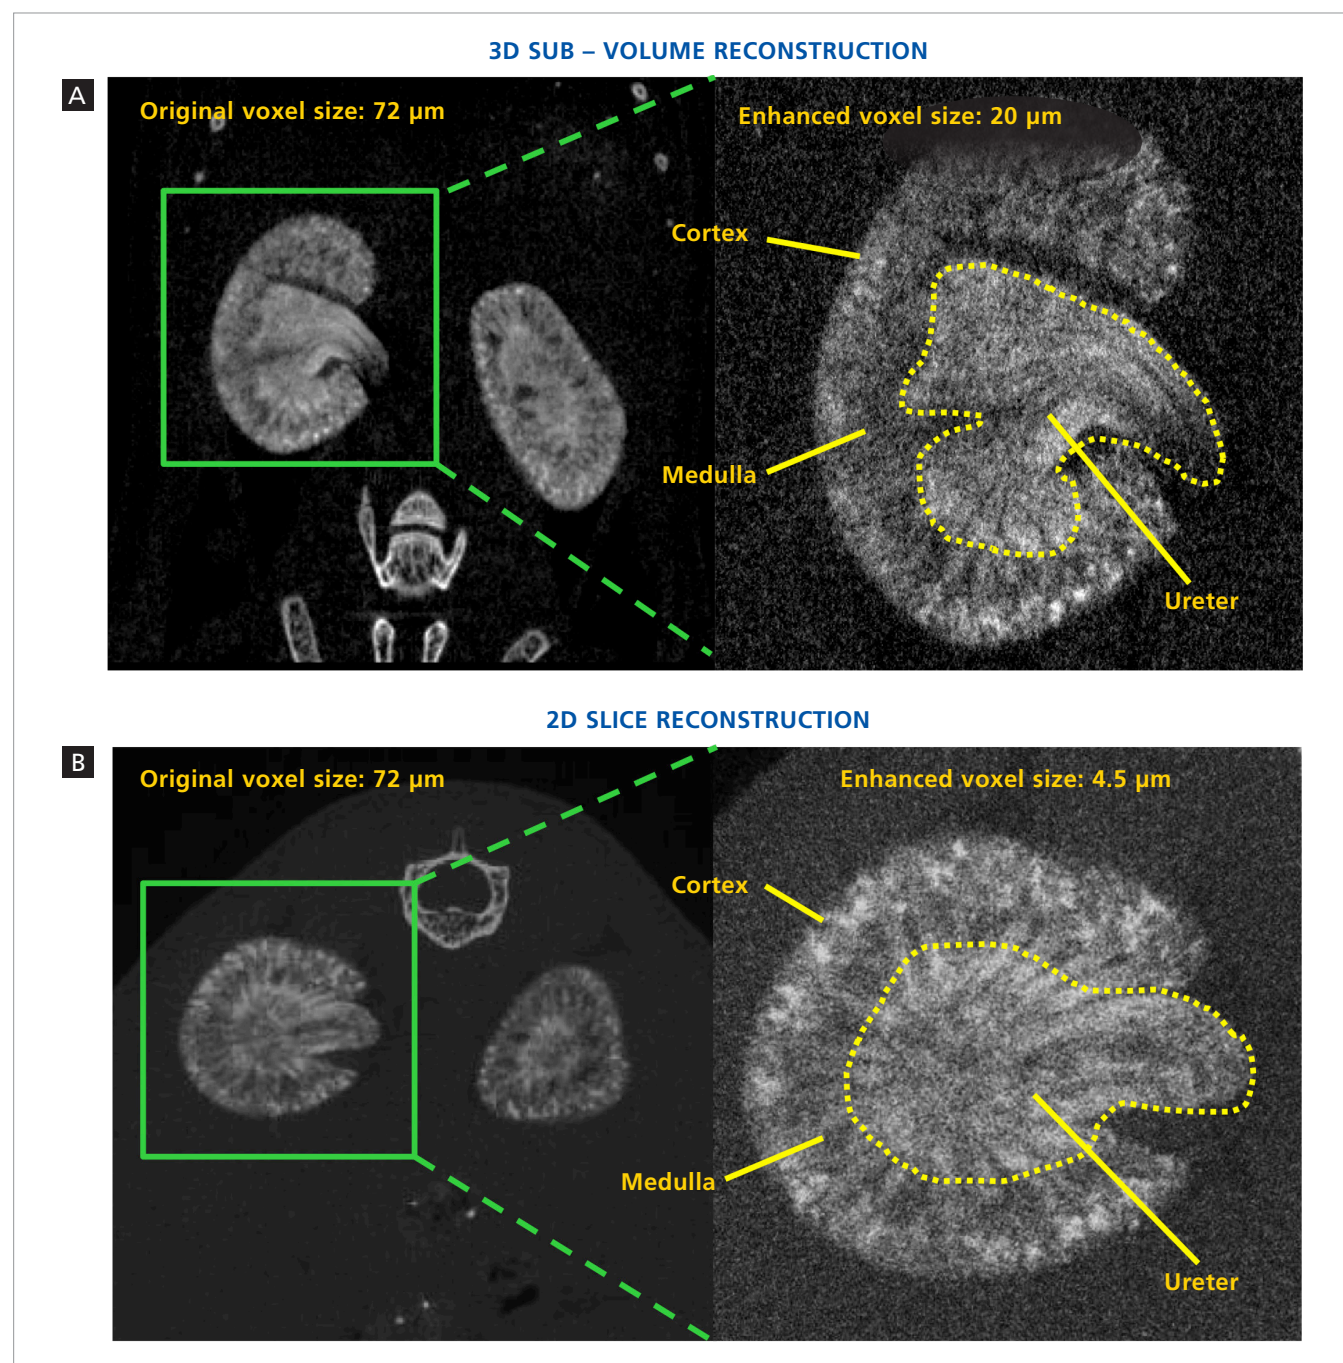 3D SUB – VOLUME RECONSTRUCTION
A
Original voxel size: 72 µm
Enhanced voxel size: 20 µm
Cortex
Medulla
Ureter
2D SLICE RECONSTRUCTION
B
Original voxel size: 72 µm
Enhanced voxel size: 4.5 µm
Cortex
Medulla
Ureter